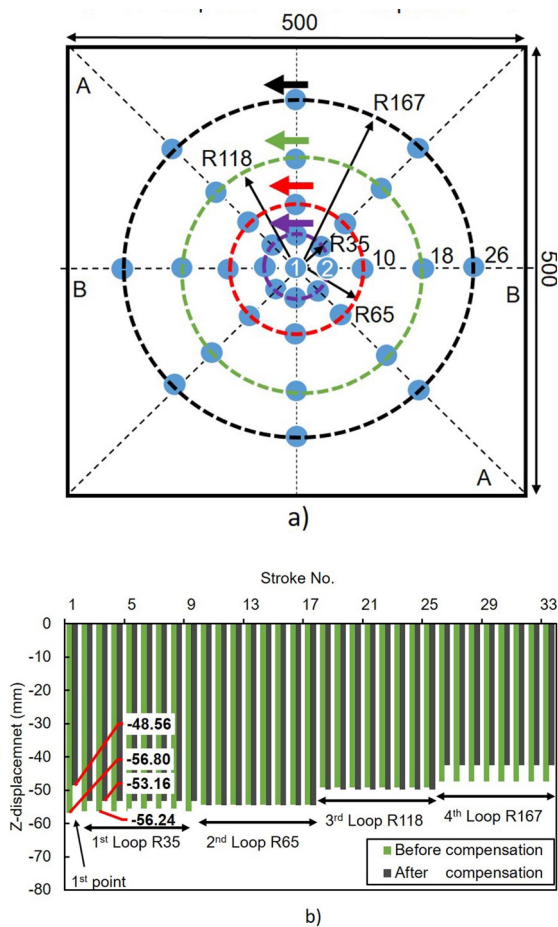 500
A
R167
R118
R35
1
2
10
18
26
B
B
R65
500
A
a)
Stroke No.
1 5 9 13 17 21 25 29 33
0
-10
-20
-30
-40
-50
-60
-70
-80
Z-displacemnet (mm)
-48.56
-56.80
-53.16
-56.24
1st Loop R35
2nd Loop R65
3rd Loop R118
4th Loop R167
1st point
Before compensation
After compensation
b)